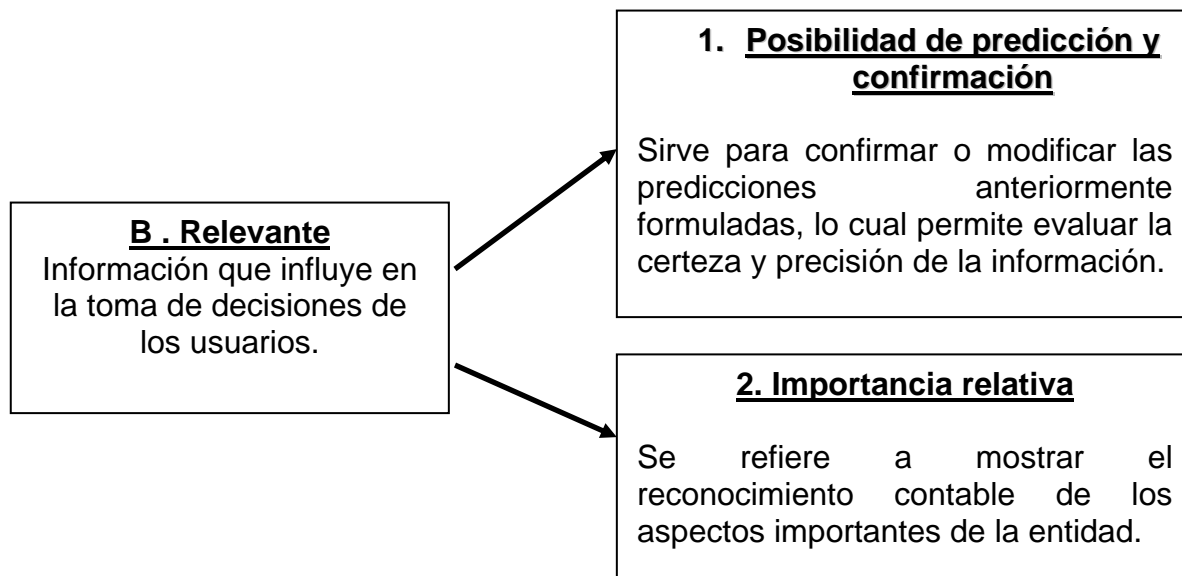 B . Relevante
Información que influye en
la toma de decisiones de
los usuarios.
1. Posibilidad de predicción y
confirmación
Sirve para confirmar o modificar las
predicciones anteriormente
formuladas, lo cual permite evaluar la
certeza y precisión de la información.
2. Importancia relativa
Se refiere a mostrar el
reconocimiento contable de los
aspectos importantes de la entidad.